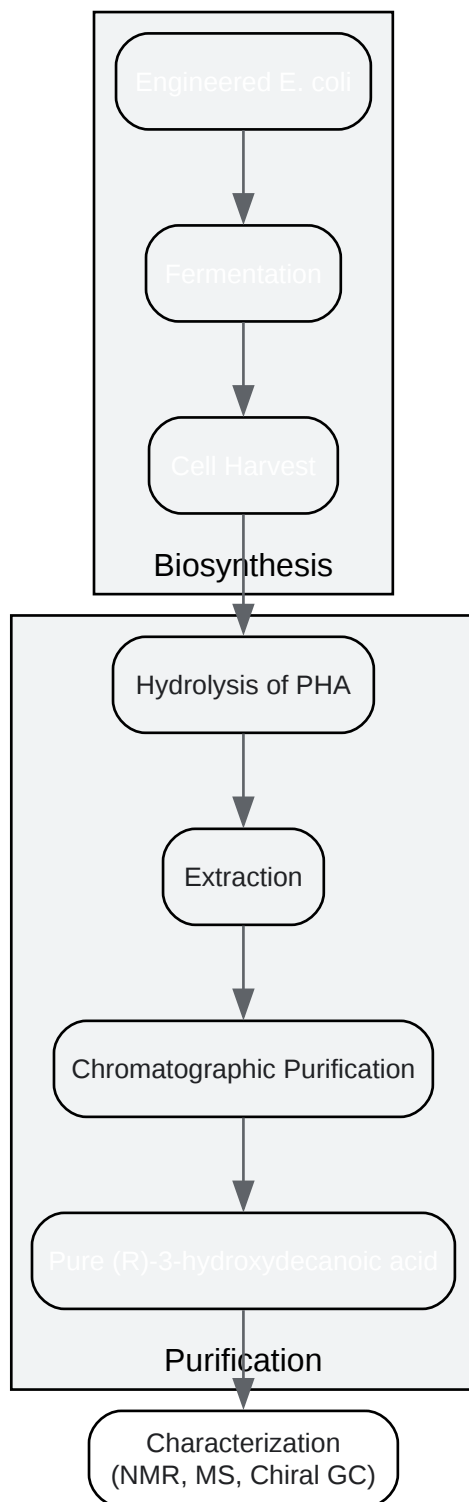 Engineered E. coli
Fermentation
Cell Harvest
Biosynthesis
Hydrolysis of PHA
Extraction
Chromatographic Purification
Pure (R)-3-hydroxydecanoic acid
Purification
Characterization
(NMR, MS, Chiral GC)